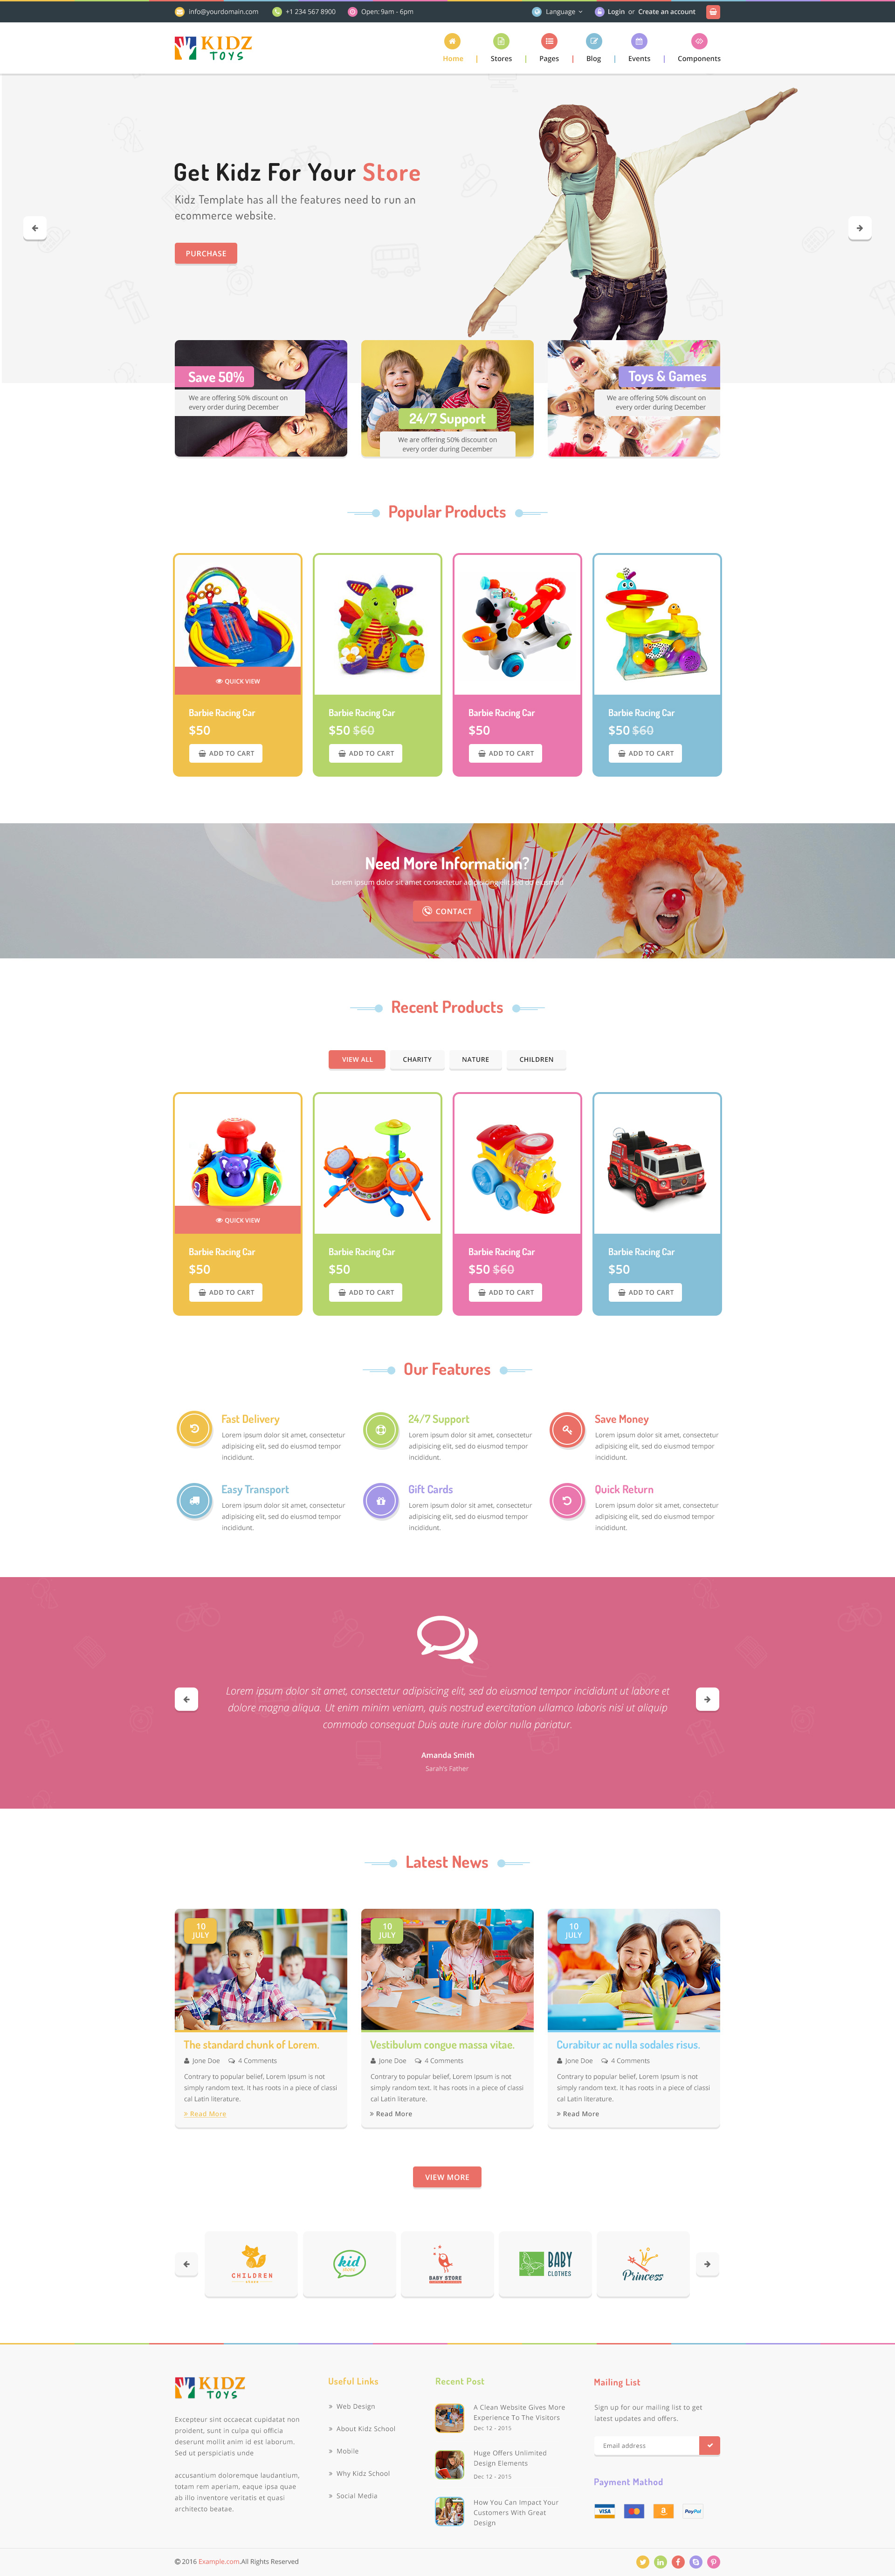 info@yourdomain.com +1 234 567 8900 Open: 9am - 6pm Language Login or Create an account
KIDZ
TOYS
Home Stores Pages Blog Events Components
Get Kidz For Your Store
Kidz Template has all the features need to run an
ecommerce website.
PURCHASE
Save 50%
We are offering 50% discount on
every order during December
24/7 Support
We are offering 50% discount on
every order during December
Toys & Games
We are offering 50% discount on
every order during December
Popular Products
QUICK VIEW
Barbie Racing Car
$50
ADD TO CART
Barbie Racing Car
$50 $60
ADD TO CART
Barbie Racing Car
$50
ADD TO CART
Barbie Racing Car
$50 $60
ADD TO CART
Need More Information?
Lorem ipsum dolor sit amet consectetur adipisicing elit sed do eiusmod
CONTACT
Recent Products
VIEW ALL CHARITY NATURE CHILDREN
QUICK VIEW
Barbie Racing Car
$50
ADD TO CART
Barbie Racing Car
$50
ADD TO CART
Barbie Racing Car
$50 $60
ADD TO CART
Barbie Racing Car
$50
ADD TO CART
Our Features
Fast Delivery
Lorem ipsum dolor sit amet, consectetur
adipisicing elit, sed do eiusmod tempor
incididunt.
24/7 Support
Lorem ipsum dolor sit amet, consectetur
adipisicing elit, sed do eiusmod tempor
incididunt.
Save Money
Lorem ipsum dolor sit amet, consectetur
adipisicing elit, sed do eiusmod tempor
incididunt.
Easy Transport
Lorem ipsum dolor sit amet, consectetur
adipisicing elit, sed do eiusmod tempor
incididunt.
Gift Cards
Lorem ipsum dolor sit amet, consectetur
adipisicing elit, sed do eiusmod tempor
incididunt.
Quick Return
Lorem ipsum dolor sit amet, consectetur
adipisicing elit, sed do eiusmod tempor
incididunt.
Lorem ipsum dolor sit amet, consectetur adipisicing elit, sed do eiusmod tempor incididunt ut labore et
dolore magna aliqua. Ut enim minim veniam, quis nostrud exercitation ullamco laboris nisi ut aliquip
commodo consequat Duis aute irure dolor nulla pariatur.
Amanda Smith
Sarah's Father
Latest News
10
JULY
The standard chunk of Lorem.
Jone Doe 4 Comments
Contrary to popular belief, Lorem Ipsum is not
simply random text. It has roots in a piece of classi
cal Latin literature.
> Read More
10
JULY
Vestibulum congue massa vitae.
Jone Doe 4 Comments
Contrary to popular belief, Lorem Ipsum is not
simply random text. It has roots in a piece of classi
cal Latin literature.
» Read More
10
JULY
Curabitur ac nulla sodales risus.
Jone Doe 4 Comments
Contrary to popular belief, Lorem Ipsum is not
simply random text. It has roots in a piece of classi
cal Latin literature.
» Read More
VIEW MORE
CHILDREN
kid
BABY STORE
BABY
CLOTHES
Princess
KIDZ
TOYS
Excepteur sint occaecat cupidatat non
proident, sunt in culpa qui officia
deserunt mollit anim id est laborum.
Sed ut perspiciatis unde
accusantium doloremque laudantium,
totam rem aperiam, eaque ipsa quae
ab illo inventore veritatis et quasi
architecto beatae.
Useful Links
» Web Design
» About Kidz School
» Mobile
» Why Kidz School
» Social Media
Recent Post
A Clean Website Gives More
Experience To The Visitors
Dec 12 - 2015
Huge Offers Unlimited
Design Elements
Dec 12 - 2015
How You Can Impact Your
Customers With Great
Design
Mailing List
Sign up for our mailing list to get
latest updates and offers.
Email address
Payment Mathod
VISA
PayPal
© 2016 Example.com.All Rights Reserved